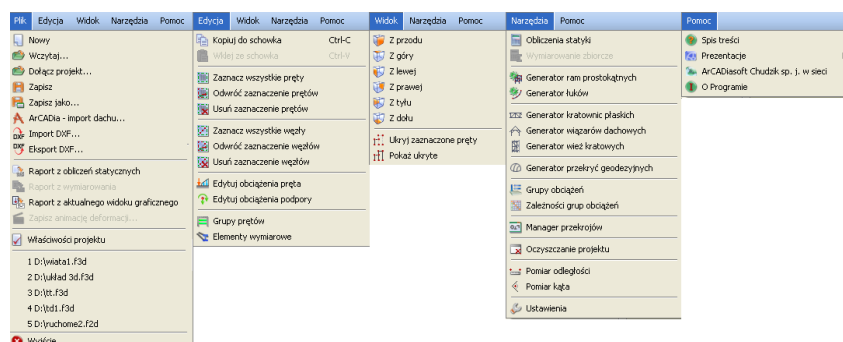 Plik Edycja Widok Narzędzia Pomoc
Nowy
Wczytaj...
Dołącz projekt...
Zapisz
Zapisz jako...
ArCADia - import dachu...
DXF Import DXF...
DXF Eksport DXF...
Raport z obliczeń statycznych
Raport z wymiarowania
Raport z aktualnego widoku graficznego
Zapisz animację deformacji...
Właściwości projektu
1 D:\wiata1.f3d
2 D:\układ 3d.f3d
3 D:\tt.f3d
4 D:\td1.f3d
5 D:\ruchome2.f2d
Wyjście
Edycja Widok Narzędzia Pomoc
Kopiuj do schowka Ctrl-C
Wklej ze schowka Ctrl-V
Zaznacz wszystkie pręty
Odwróć zaznaczenie prętów
Usuń zaznaczenie prętów
Zaznacz wszystkie węzły
Odwróć zaznaczenie węzłów
Usuń zaznaczenie węzłów
Edytuj obciążenia pręta
Edytuj obciążenia podpory
Grupy prętów
Elementy wymiarowe
Widok Narzędzia Pomoc
Z przodu
Z góry
Z lewej
Z prawej
Z tyłu
Z dołu
Ukryj zaznaczone pręty
Pokaż ukryte
Narzędzia Pomoc
Obliczenia statyki
Wymiarowanie zbiorcze
Generator ram prostokątnych
Generator łuków
Generator kratownic płaskich
Generator wiązarów dachowych
Generator wież kratowych
Generator przekryć geodezyjnych
Grupy obciążeń
Zależności grup obciążeń
Manager przekrojów
Oczyszczanie projektu
Pomiar odległości
Pomiar kąta
Ustawienia
Pomoc
Spis treści
Prezentacje
ArCADiasoft Chudzik sp. j. w sieci
O Programie